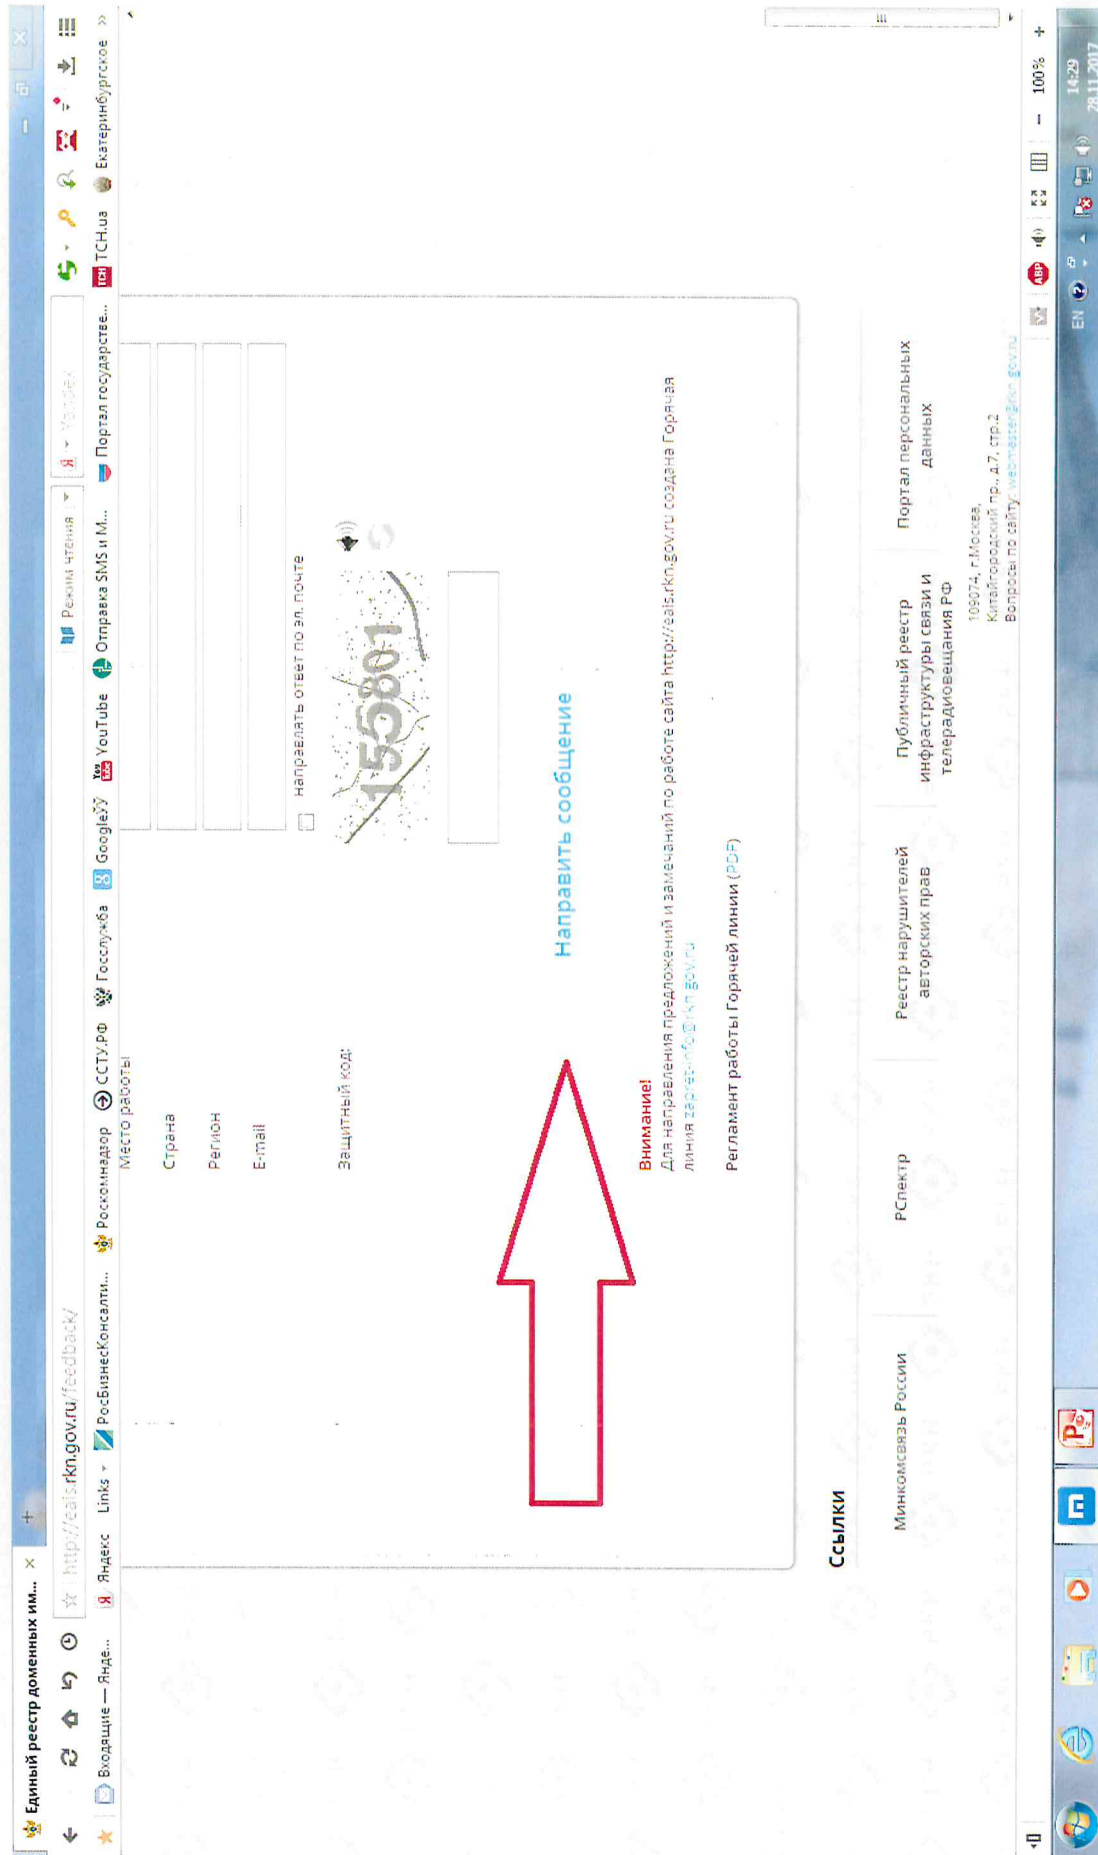 Единый реестр доменных им...
http://eais.rkn.gov.ru/feedback/
Режим чтения
Я Yandex
Входящие — Янде...
Яндекс
Links
РосБизнесКонсалти...
Роскомнадзор
ССТУ.РФ
Госслужба
Googleўў
YouTube
Отправка SMS и М...
Портал государстве...
ТСН ТСН.ua
Екатеринбургское
Место работы
Страна
Регион
E-mail
направлять ответ по эл. почте
Защитный код:
155801
Направить сообщение
Внимание!
Для направления предложений и замечаний по работе сайта http://eais.rkn.gov.ru создана Горячая
линия zapret-info@rkn.gov.ru
Регламент работы Горячей линии (PDF)
Ссылки
Минкомсвязь России
РСпектр
Реестр нарушителей
авторских прав
Публичный реестр
инфраструктуры связи и
телерадиовещания РФ
Портал персональных
данных
109074, г.Москва,
Китайгородский пр., д.7, стр.2
Вопросы по сайту: webmaster@rkn.gov.ru
ABP
100%
EN
14:29
28.11.2017